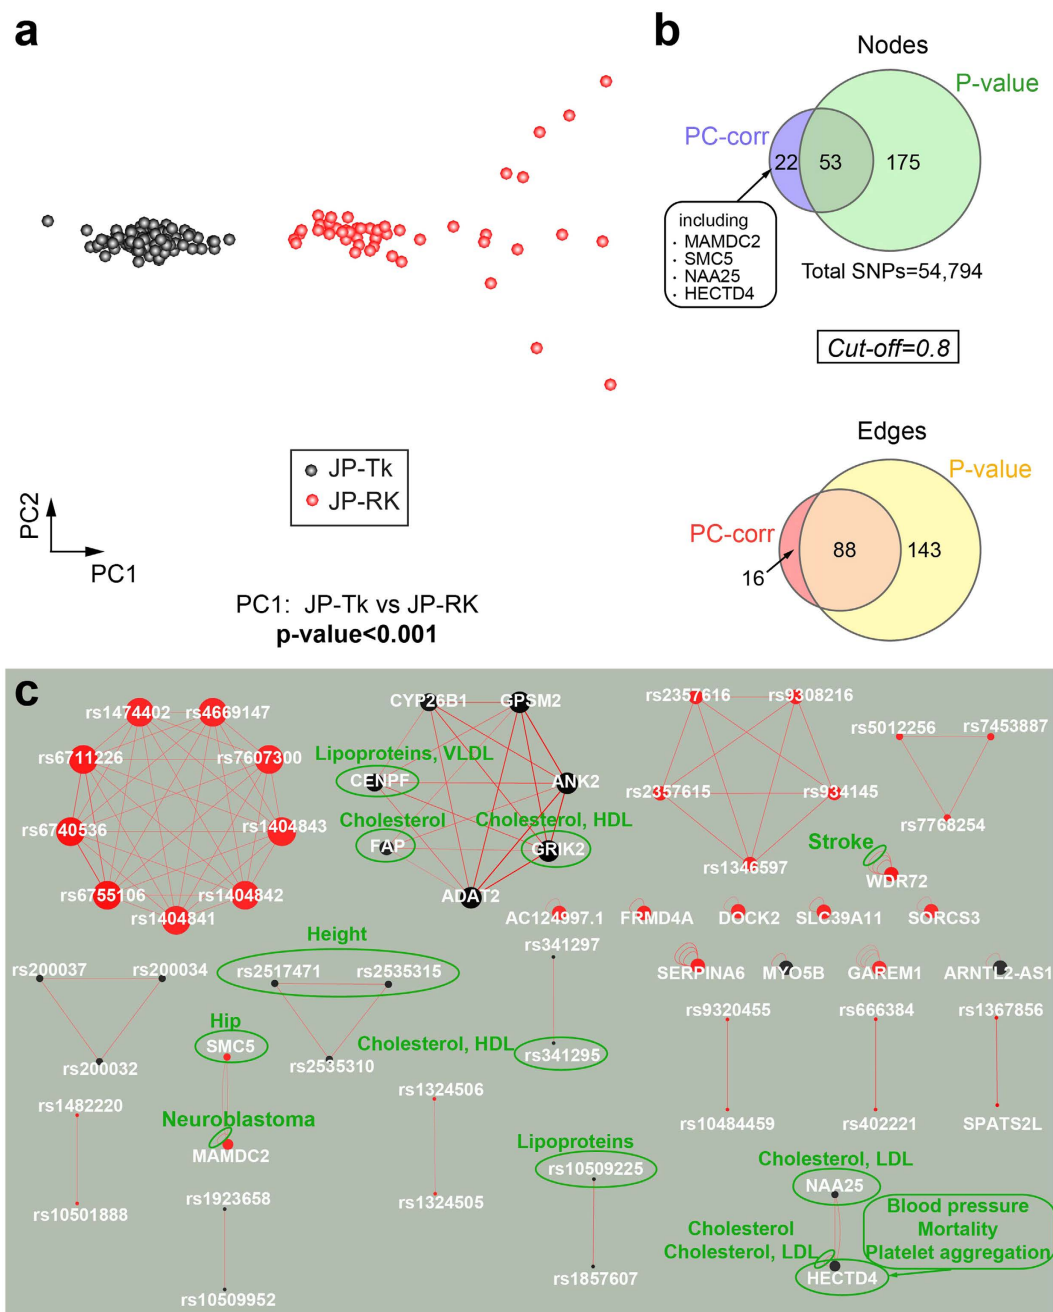 a
PC2
PC1
JP-Tk
JP-RK
PC1: JP-Tk vs JP-RK
p-value<0.001
b
Nodes
P-value
PC-corr
22
53
175
including
· MAMDC2
· SMC5
· NAA25
· HECTD4
Total SNPs=54,794
Cut-off=0.8
Edges
P-value
PC-corr
88
143
16
c
rs1474402
rs4669147
rs6711226
rs7607300
rs6740536
rs1404843
rs6755106
rs1404842
rs1404841
CYP26B1
GPSM2
Lipoproteins, VLDL
CENPF
ANK2
Cholesterol
Cholesterol, HDL
FAP
GRIK2
ADAT2
rs2357616
rs9308216
rs2357615
rs934145
rs1346597
rs5012256
rs7453887
rs7768254
Stroke
WDR72
AC124997.1
FRMD4A
DOCK2
SLC39A11
SORCS3
SERPINA6
MYO5B
GAREM1
ARNTL2-AS1
rs200037
rs200034
rs200032
Height
rs2517471
rs2535315
rs2535310
rs341297
Cholesterol, HDL
rs341295
rs9320455
rs666384
rs1367856
rs10484459
rs402221
SPATS2L
Hip
SMC5
Neuroblastoma
MAMDC2
rs1482220
rs10501888
rs1324506
rs1324505
rs1923658
rs10509952
Lipoproteins
rs10509225
rs1857607
Cholesterol, LDL
NAA25
Cholesterol
Cholesterol, LDL
HECTD4
Blood pressure
Mortality
Platelet aggregation